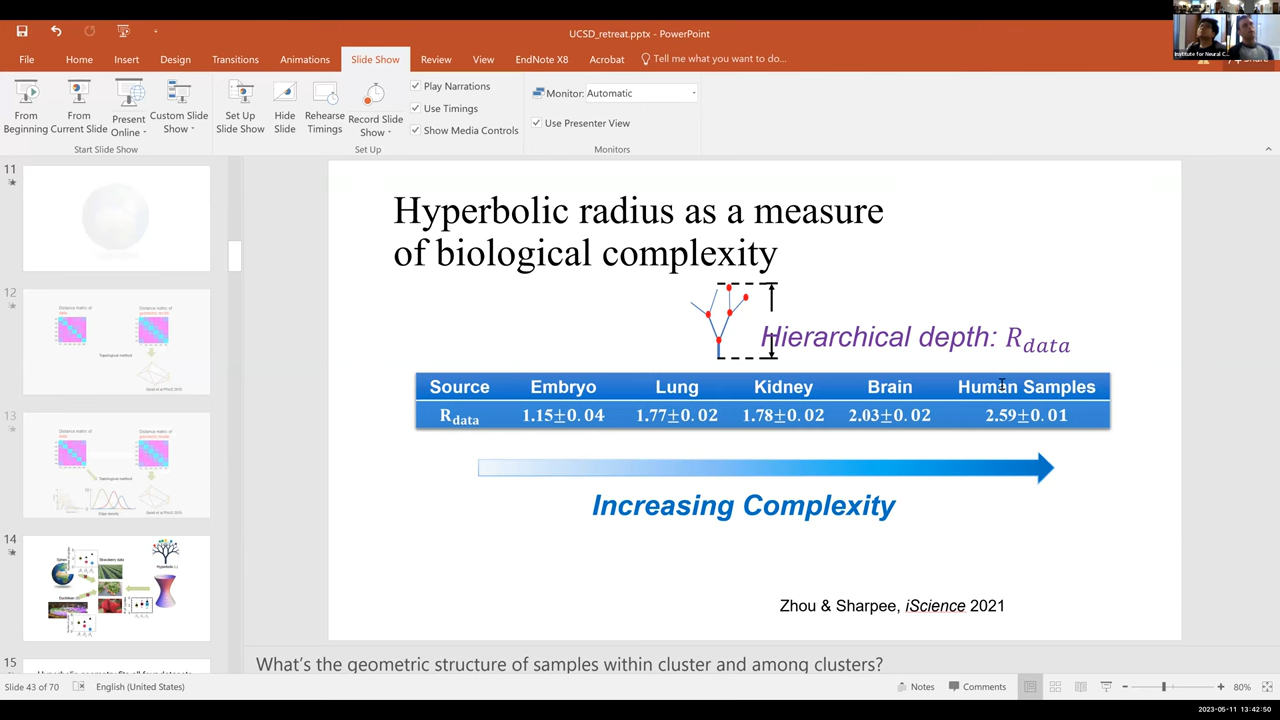 UCSD_retreat.pptx - PowerPoint
File Home Insert Design Transitions Animations Slide Show Review View EndNote X8 Acrobat Tell me what you want to do...
From Beginning
From Current Slide
Present Online
Custom Slide Show
Start Slide Show
Set Up Slide Show
Hide Slide
Rehearse Timings
Record Slide Show
Play Narrations
Use Timings
Show Media Controls
Set Up
Monitor: Automatic
Use Presenter View
Monitors
11
12
13
14
15
Hyperbolic radius as a measure
of biological complexity
Hierarchical depth: R_data
Source Embryo Lung Kidney Brain Human Samples
R_data 1.15±0.04 1.77±0.02 1.78±0.02 2.03±0.02 2.59±0.01
Increasing Complexity
Zhou & Sharpee, iScience 2021
What's the geometric structure of samples within cluster and among clusters?
Slide 43 of 70 English (United States) Notes Comments 80%
2023-05-11 13:42:50